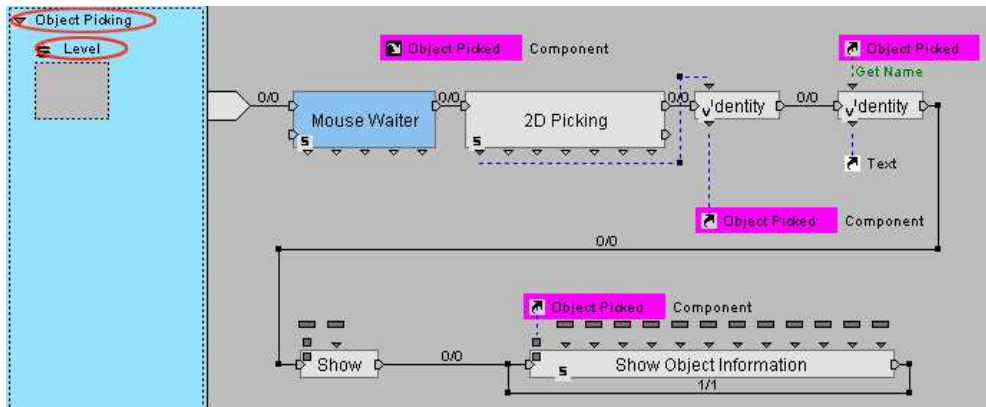 Object Picking
Level
Object Picked Component
Object Picked
Get Name
0/0
Mouse Waiter
S
0/0
2D Picking
S
0/0
Identity
0/0
Identity
Text
Object Picked Component
0/0
Object Picked Component
Show
0/0
Show Object Information
S
1/1